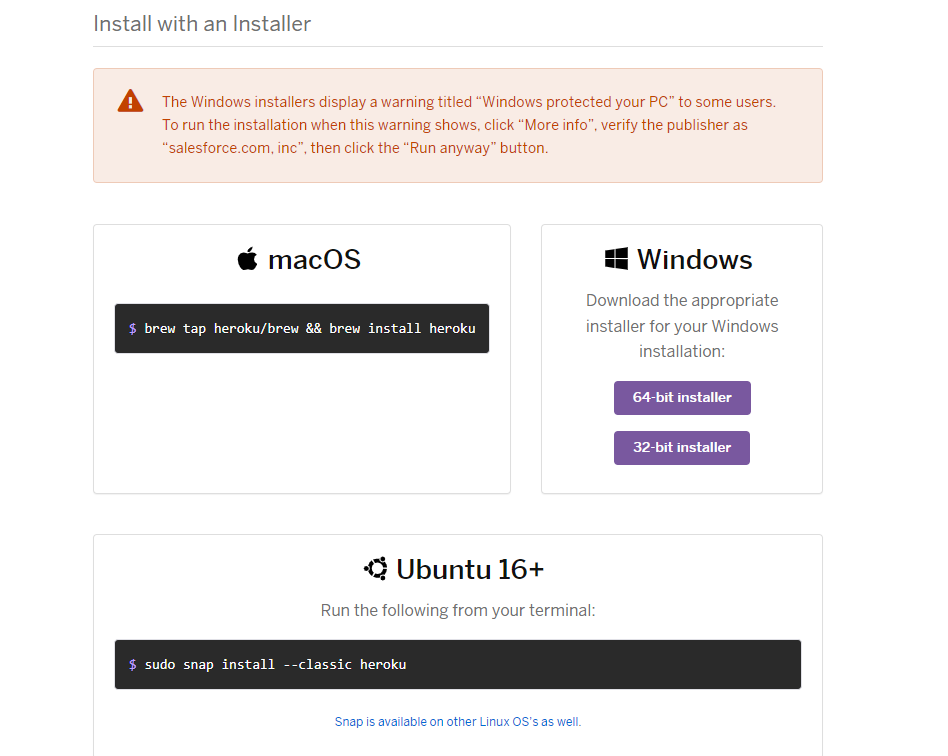 Install with an Installer
The Windows installers display a warning titled “Windows protected your PC” to some users.
To run the installation when this warning shows, click “More info”, verify the publisher as
“salesforce.com, inc”, then click the “Run anyway” button.
macOS
$ brew tap heroku/brew && brew install heroku
Windows
Download the appropriate
installer for your Windows
installation:
64-bit installer
32-bit installer
Ubuntu 16+
Run the following from your terminal:
$ sudo snap install --classic heroku
Snap is available on other Linux OS's as well.